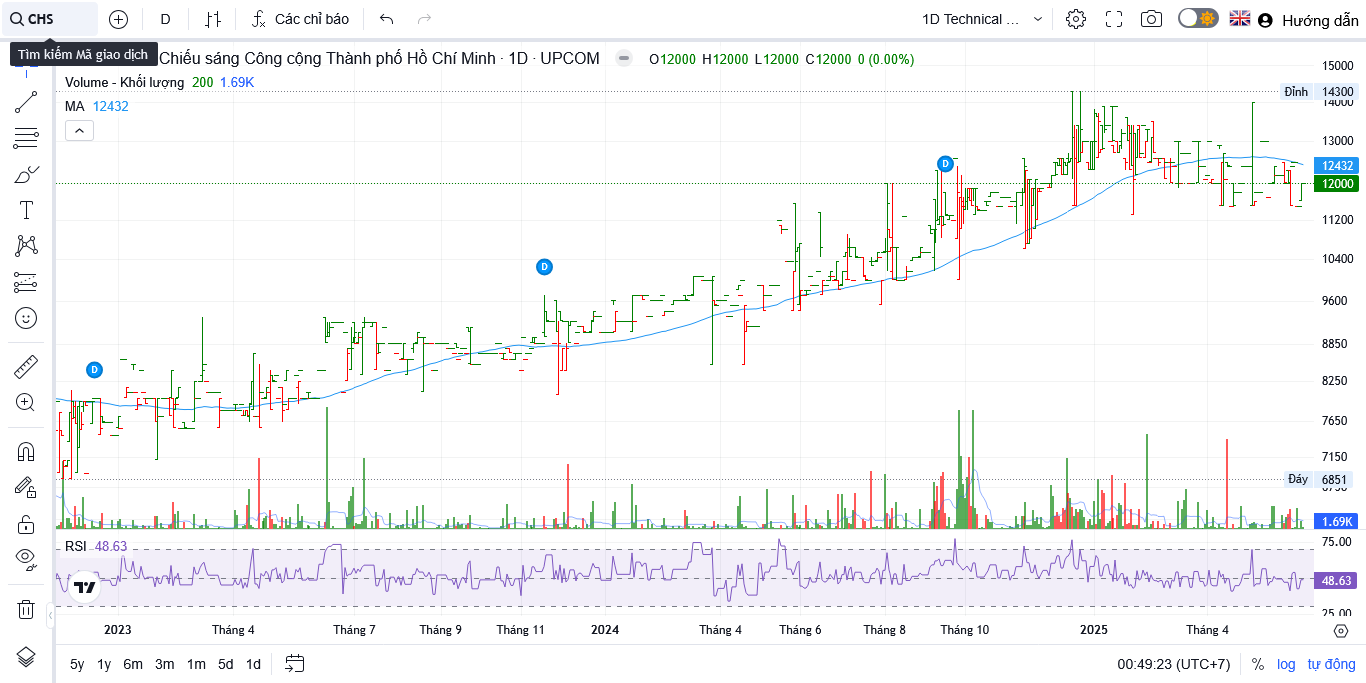 CHS D Các chỉ báo 1D Technical ... Hướng dẫn
Tìm kiếm Mã giao dịch
Chiếu sáng Công cộng Thành phố Hồ Chí Minh · 1D · UPCOM O12000 H12000 L12000 C12000 0 (0.00%)
Volume - Khối lượng 200 1.69K
MA 12432
15000
Đỉnh 14300
14000
13000
12432
12000
11200
10400
9600
8850
8250
7650
7150
Đáy 6851
1.69K
D
D
D
RSI 48.63
75.00
48.63
25.00
2023 Tháng 4 Tháng 7 Tháng 9 Tháng 11 2024 Tháng 4 Tháng 6 Tháng 8 Tháng 10 2025 Tháng 4
5y 1y 6m 3m 1m 5d 1d 00:49:23 (UTC+7) % log tự động